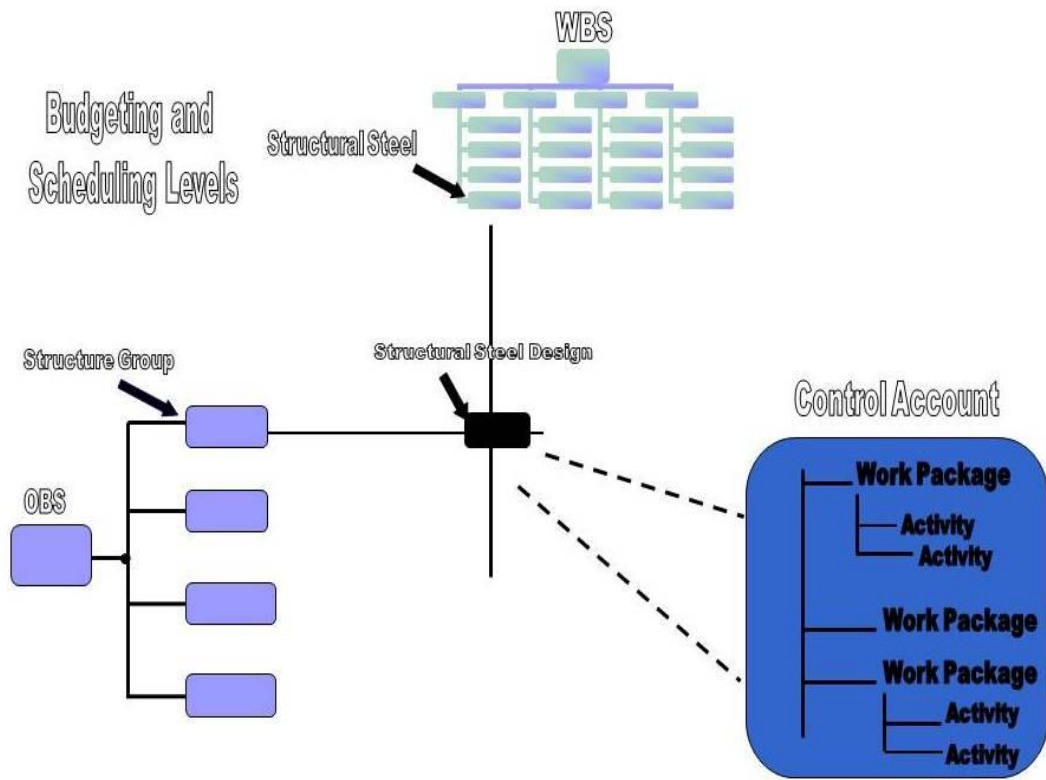 WBS
Budgeting and
Scheduling Levels
Structural Steel
Structure Group
Structural Steel Design
Control Account
OBS
Work Package
Activity
Activity
Work Package
Work Package
Activity
Activity